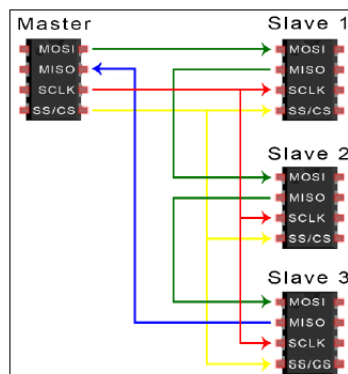 Master
MOSI
MISO
SCLK
SS/CS
Slave 1
MOSI
MISO
SCLK
SS/CS
Slave 2
MOSI
MISO
SCLK
SS/CS
Slave 3
MOSI
MISO
SCLK
SS/CS